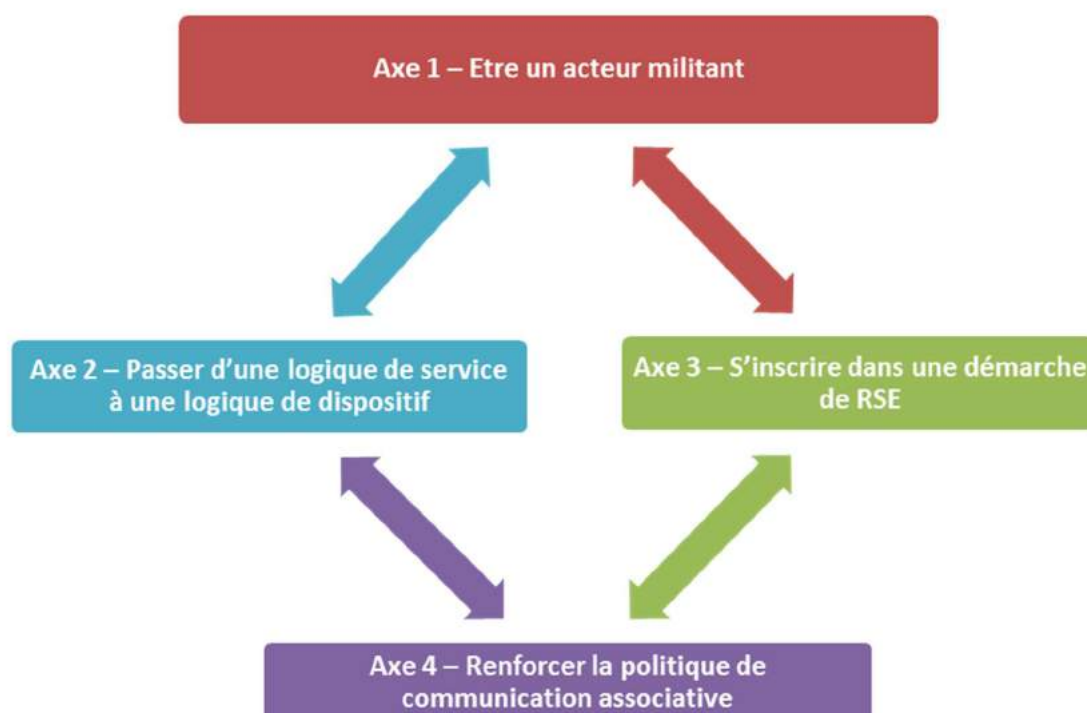 Axe 1 – Etre un acteur militant
Axe 2 – Passer d’une logique de service
à une logique de dispositif
Axe 3 – S’inscrire dans une démarche
de RSE
Axe 4 – Renforcer la politique de
communication associative